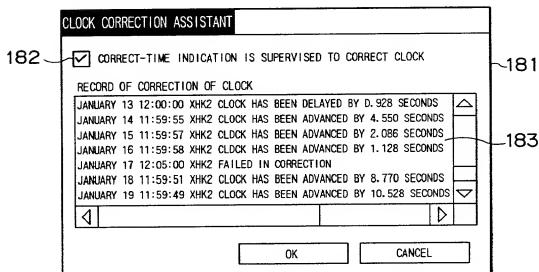 CLOCK CORRECTION ASSISTANT
182
CORRECT-TIME INDICATION IS SUPERVISED TO CORRECT CLOCK
181
RECORD OF CORRECTION OF CLOCK
JANUARY 13 12:00:00 XHK2 CLOCK HAS BEEN DELAYED BY 0.928 SECONDS
JANUARY 14 11:59:55 XHK2 CLOCK HAS BEEN ADVANCED BY 4.550 SECONDS
JANUARY 15 11:59:57 XHK2 CLOCK HAS BEEN ADVANCED BY 2.086 SECONDS
183
JANUARY 16 11:59:58 XHK2 CLOCK HAS BEEN ADVANCED BY 1.128 SECONDS
JANUARY 17 12:05:00 XHK2 FAILED IN CORRECTION
JANUARY 18 11:59:51 XHK2 CLOCK HAS BEEN ADVANCED BY 8.770 SECONDS
JANUARY 19 11:59:49 XHK2 CLOCK HAS BEEN ADVANCED BY 10.528 SECONDS
OK
CANCEL